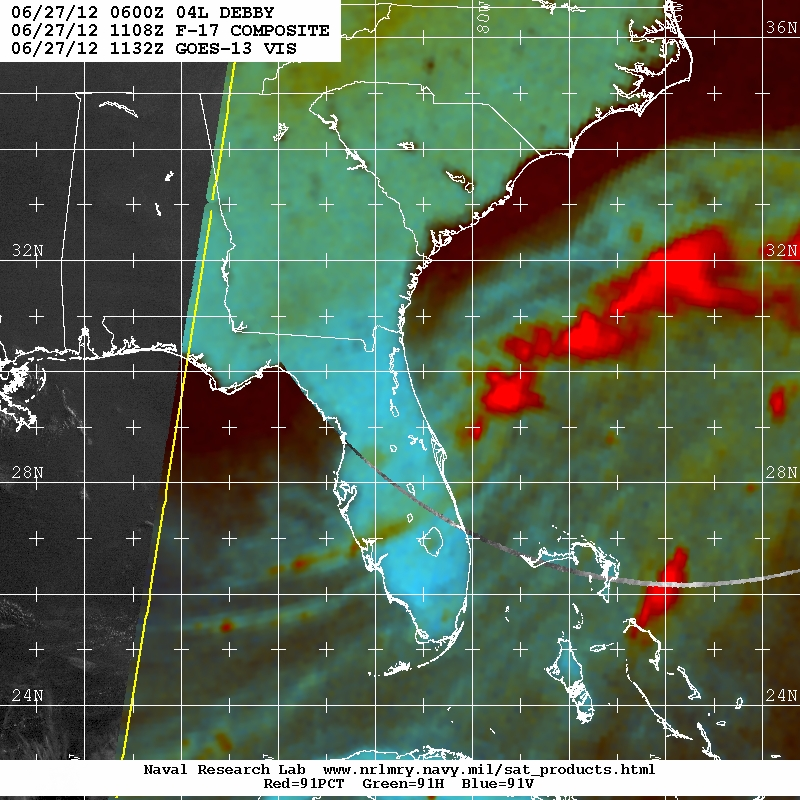 06/27/12 0600Z 04L DEBBY
06/27/12 1108Z F-17 COMPOSITE
06/27/12 1132Z GOES-13 VIS
80W
36N
32N
32N
28N
28N
24N
24N
Naval Research Lab www.nrlmry.navy.mil/sat_products.html
Red=91PCT Green=91H Blue=91V